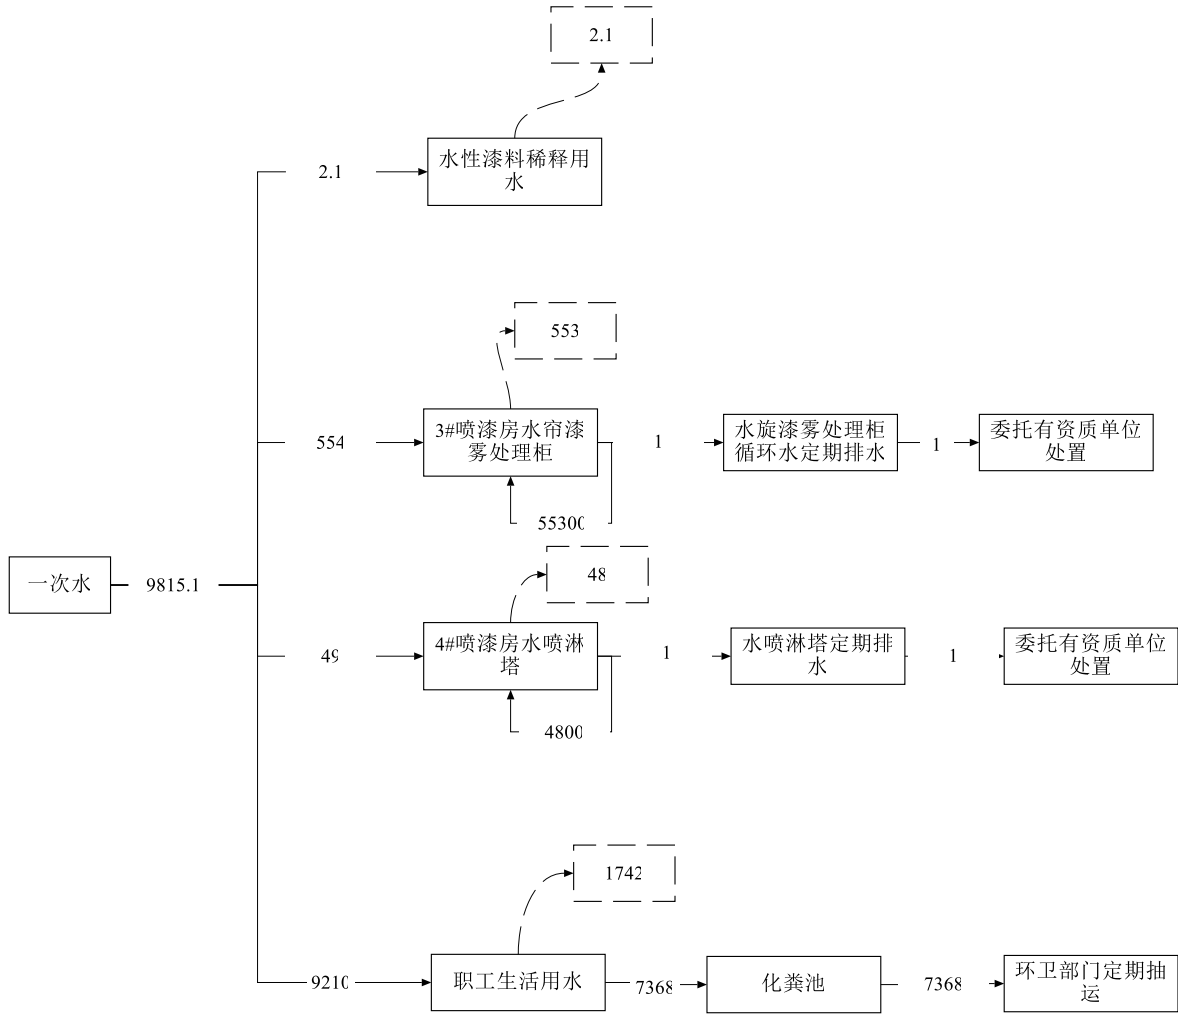 2.1
2.1
水性漆料稀释用
水
553
554
3#喷漆房水帘漆
雾处理柜
1
水旋漆雾处理柜
循环水定期排水
1
委托有资质单位
处置
55300
一次水
9815.1
48
49
4#喷漆房水喷淋
塔
1
水喷淋塔定期排
水
1
委托有资质单位
处置
4800
1742
9210
职工生活用水
7368
化粪池
7368
环卫部门定期抽
运